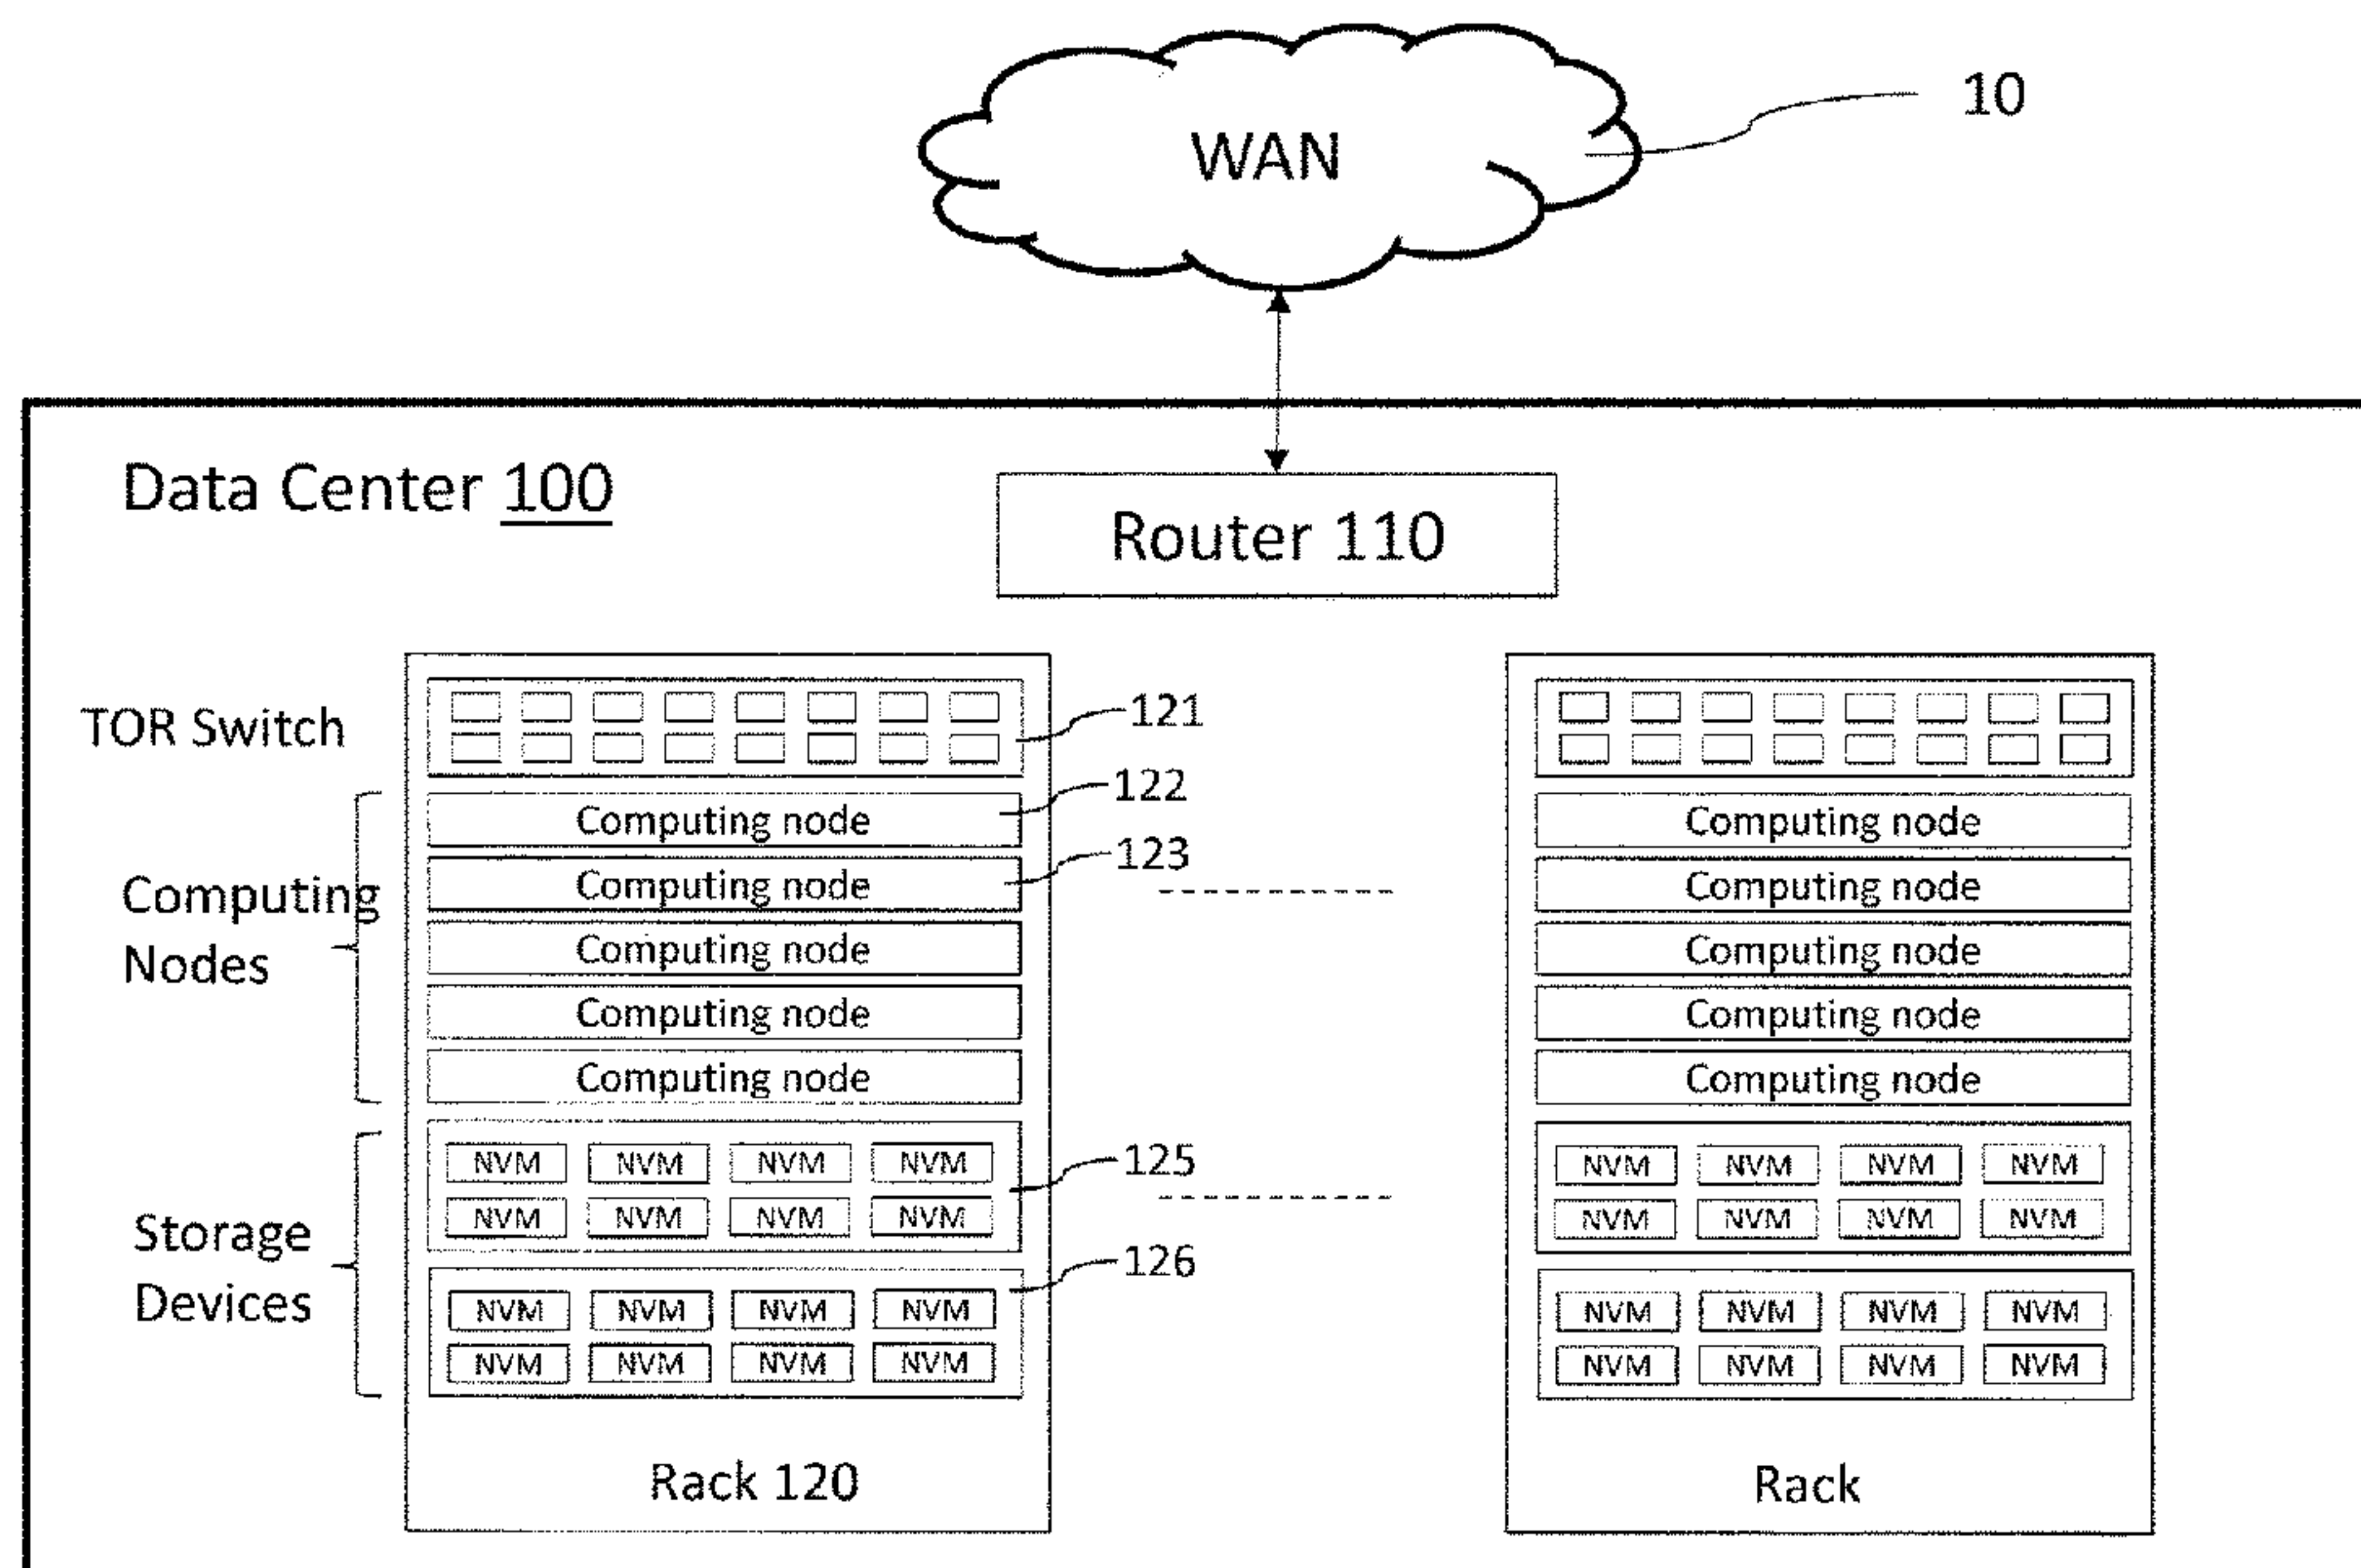 WAN
10
Data Center 100
Router 110
TOR Switch
121
122
Computing node
Computing node
123
Computing node
Computing node
Computing
Nodes
Computing node
Computing node
Computing node
Computing node
Computing node
Computing node
125
NVM NVM NVM NVM
NVM NVM NVM NVM
NVM NVM NVM NVM
NVM NVM NVM NVM
Storage
Devices
126
NVM NVM NVM NVM
NVM NVM NVM NVM
NVM NVM NVM NVM
NVM NVM NVM NVM
Rack 120
Rack